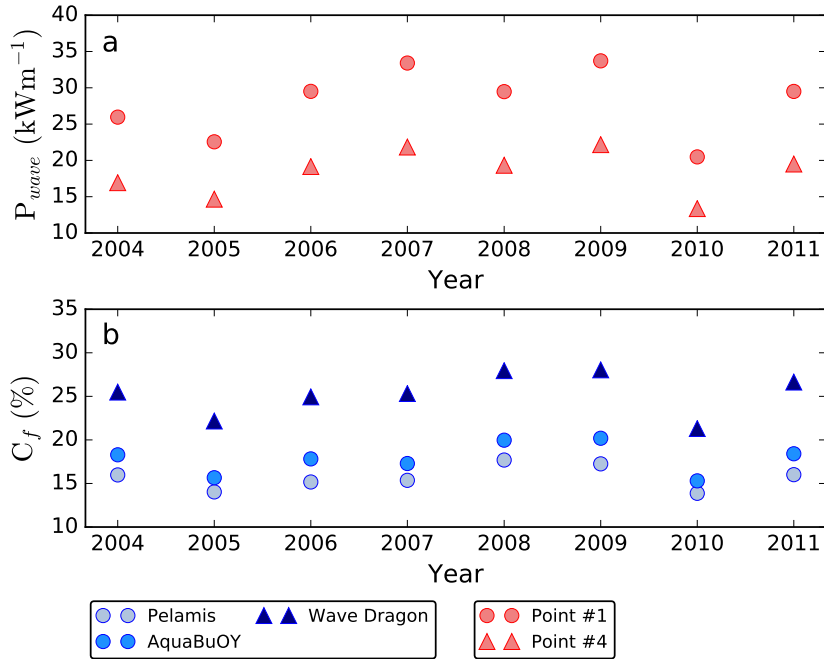 a
40
35
30
25
20
15
10
P_wave (kWm⁻¹)
2004 2005 2006 2007 2008 2009 2010 2011
Year
b
35
30
25
20
15
10
C_f (%)
2004 2005 2006 2007 2008 2009 2010 2011
Year
Pelamis Wave Dragon Point #1
AquaBuOY Point #4